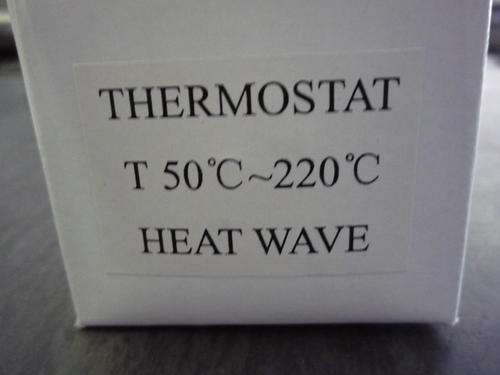 THERMOSTAT
T 50℃~220℃
HEAT WAVE